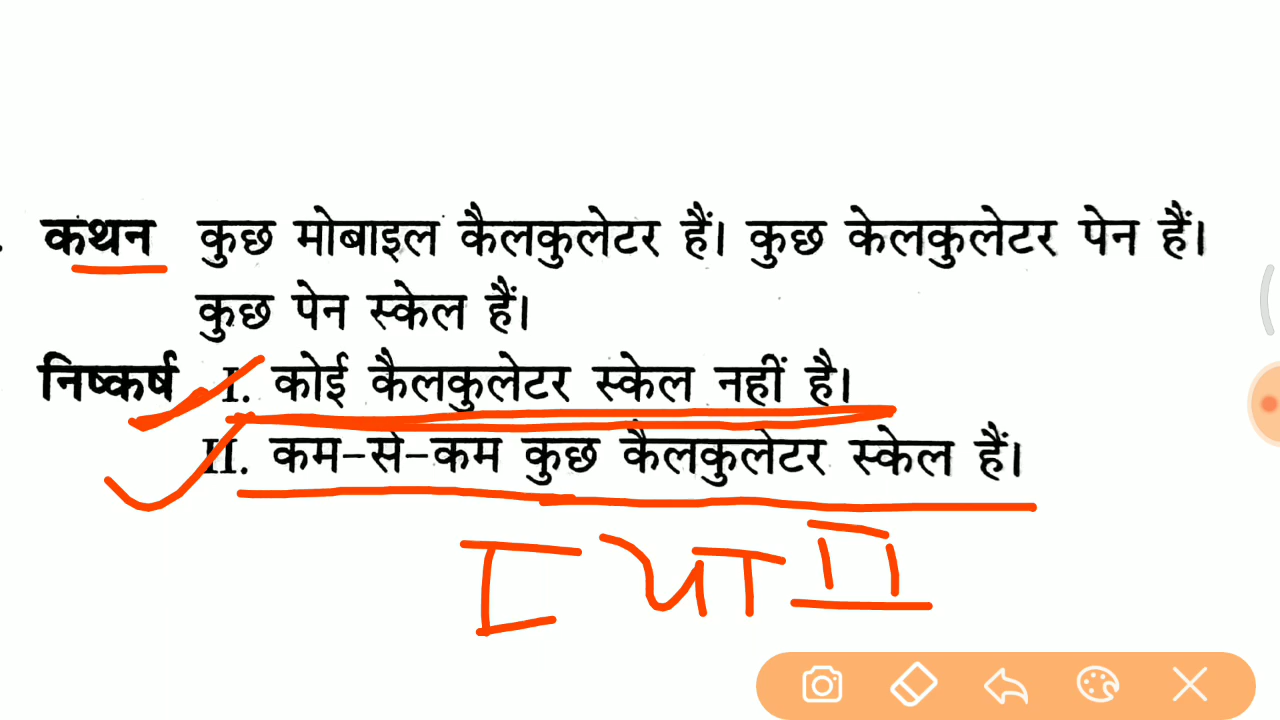 कथन कुछ मोबाइल कैलकुलेटर हैं। कुछ केलकुलेटर पेन हैं।
कुछ पेन स्केल हैं।
निष्कर्ष I. कोई कैलकुलेटर स्केल नहीं है।
II. कम-से-कम कुछ कैलकुलेटर स्केल हैं।
I या II